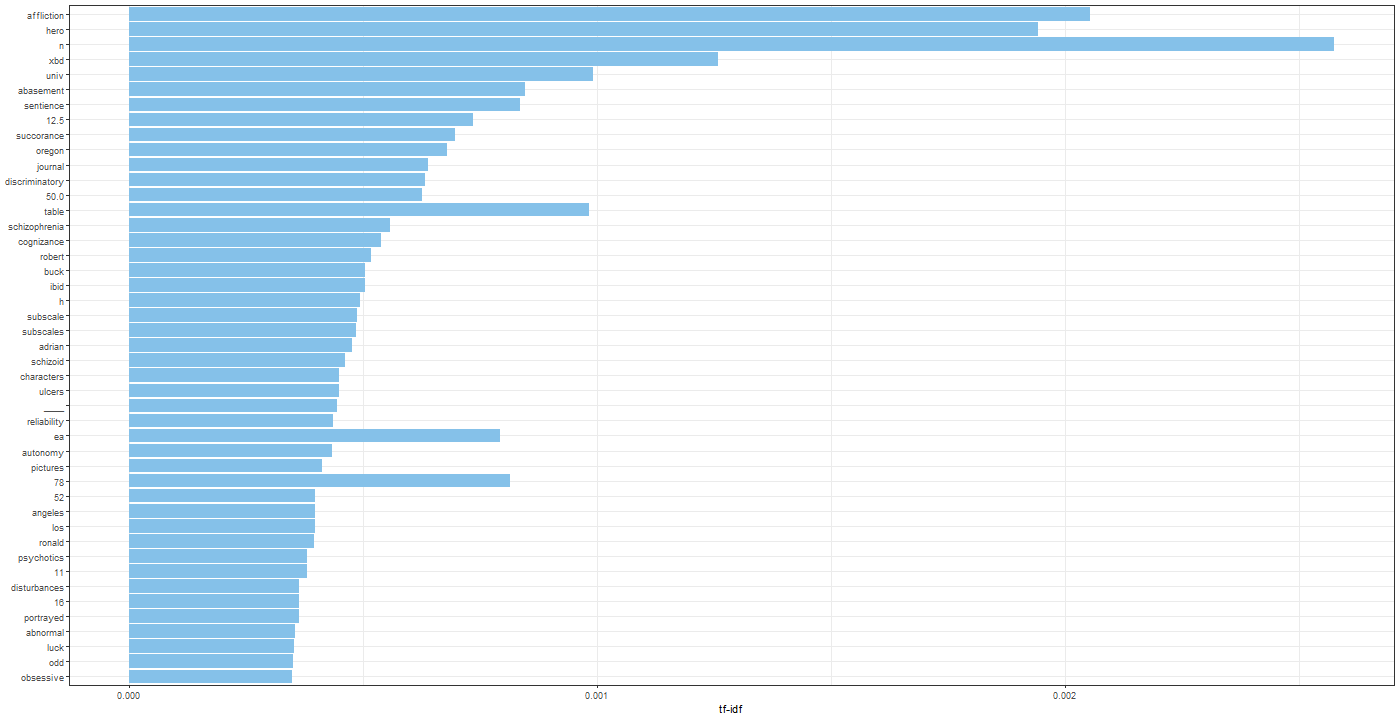 affliction
hero
n
xbd
univ
abasement
sentience
12.5
succorance
oregon
journal
discriminatory
50.0
table
schizophrenia
cognizance
robert
buck
ibid
h
subscale
subscales
adrian
schizoid
characters
ulcers
____
reliability
ea
autonomy
pictures
78
52
angeles
los
ronald
psychotics
11
disturbances
16
portrayed
abnormal
luck
odd
obsessive
0.000 0.001 0.002
tf-idf